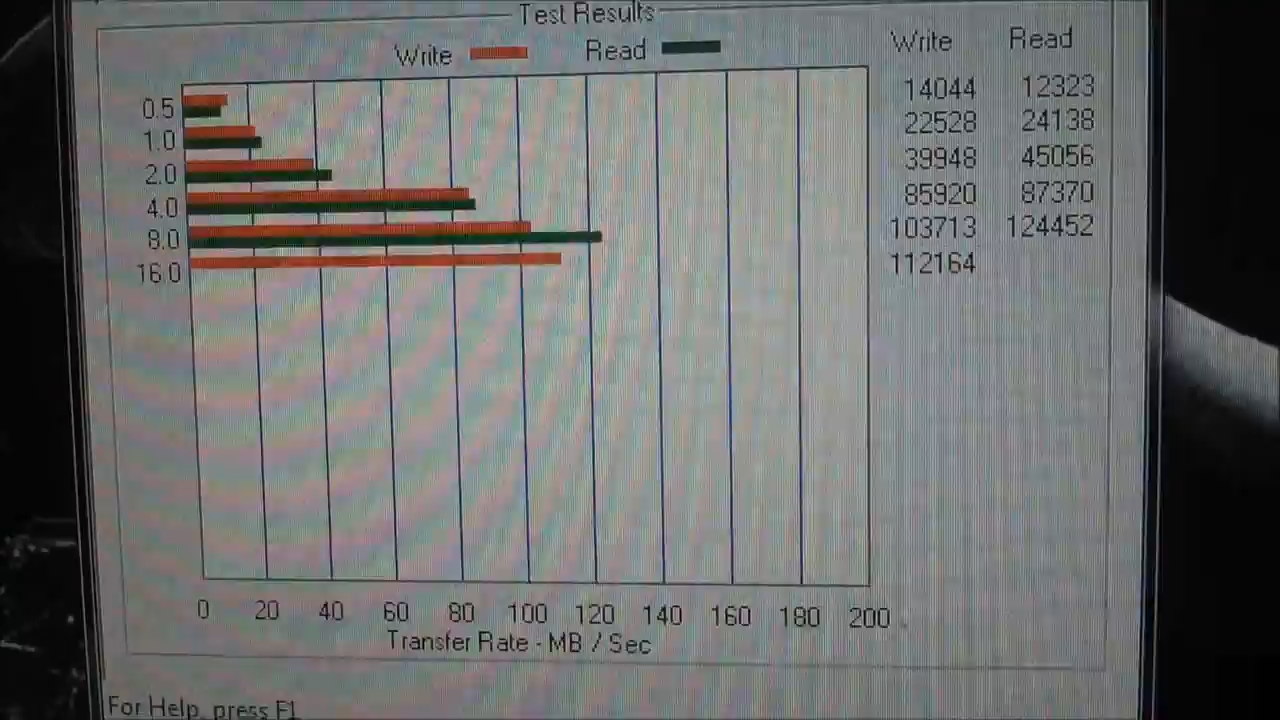 Test Results
Write Read
Write Read
0.5 14044 12323
1.0 22528 24138
2.0 39948 45056
4.0 85920 87370
8.0 103713 124452
16.0 112164
0 20 40 60 80 100 120 140 160 180 200
Transfer Rate - MB / Sec
For Help, press F1